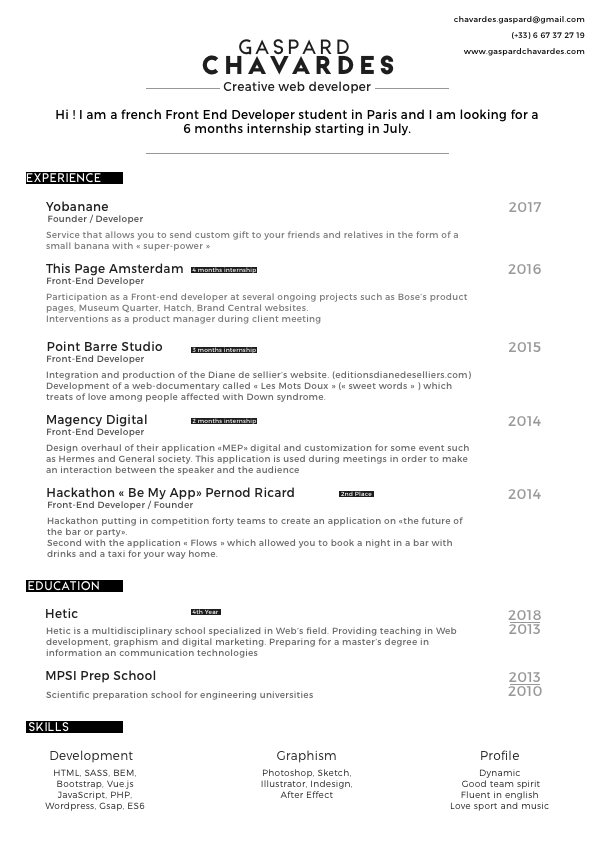 chavardes.gaspard@gmail.com
(+33) 6 67 37 27 19
www.gaspardchavardes.com
GASPARD
CHAVARDES
Creative web developer
Hi ! I am a french Front End Developer student in Paris and I am looking for a
6 months internship starting in July.
EXPERIENCE
Yobanane 2017
Founder / Developer
Service that allows you to send custom gift to your friends and relatives in the form of a
small banana with « super-power »
This Page Amsterdam 4 months internship 2016
Front-End Developer
Participation as a Front-end developer at several ongoing projects such as Bose's product
pages, Museum Quarter, Hatch, Brand Central websites.
Interventions as a product manager during client meeting
Point Barre Studio 3 months internship 2015
Front-End Developer
Integration and production of the Diane de sellier's website. (editionsdianedeselliers.com)
Development of a web-documentary called « Les Mots Doux » (« sweet words » ) which
treats of love among people affected with Down syndrome.
Magency Digital 2 months internship 2014
Front-End Developer
Design overhaul of their application «MEP» digital and customization for some event such
as Hermes and General society. This application is used during meetings in order to make
an interaction between the speaker and the audience
Hackathon « Be My App» Pernod Ricard 2nd Place 2014
Front-End Developer / Founder
Hackathon putting in competition forty teams to create an application on «the future of
the bar or party».
Second with the application « Flows » which allowed you to book a night in a bar with
drinks and a taxi for your way home.
EDUCATION
Hetic 4th Year 2018
2013
Hetic is a multidisciplinary school specialized in Web's field. Providing teaching in Web
development, graphism and digital marketing. Preparing for a master's degree in
information an communication technologies
MPSI Prep School 2013
2010
Scientific preparation school for engineering universities
SKILLS
Development
HTML, SASS, BEM,
Bootstrap, Vue.js
JavaScript, PHP,
Wordpress, Gsap, ES6
Graphism
Photoshop, Sketch,
Illustrator, Indesign,
After Effect
Profile
Dynamic
Good team spirit
Fluent in english
Love sport and music